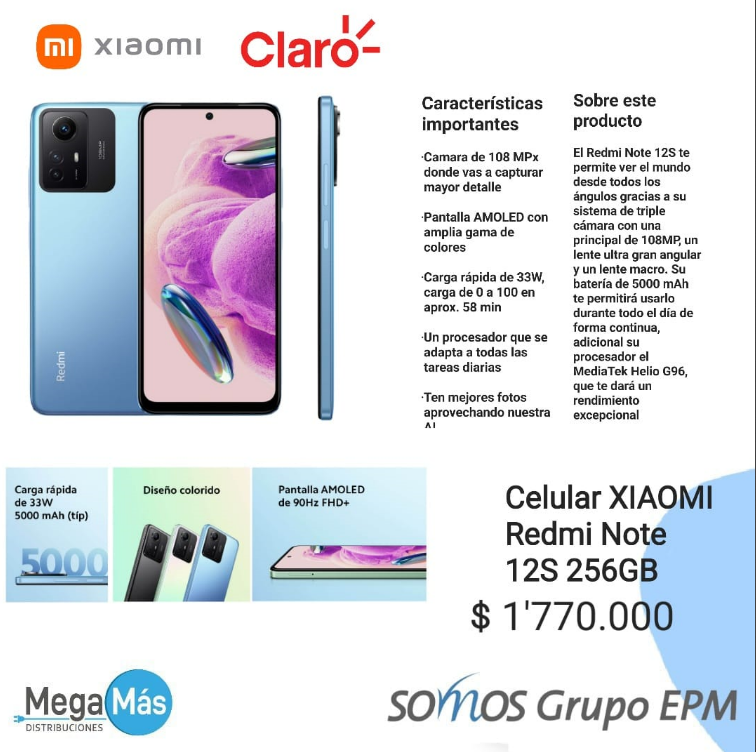 mi xiaomi Claro
Características
importantes
·Camara de 108 MPx
donde vas a capturar
mayor detalle
·Pantalla AMOLED con
amplia gama de
colores
·Carga rápida de 33W,
carga de 0 a 100 en
aprox. 58 min
·Un procesador que se
adapta a todas las
tareas diarias
·Ten mejores fotos
aprovechando nuestra
AI
Sobre este
producto
El Redmi Note 12S te
permite ver el mundo
desde todos los
ángulos gracias a su
sistema de triple
cámara con una
principal de 108MP, un
lente ultra gran angular
y un lente macro. Su
batería de 5000 mAh
te permitirá usarlo
durante todo el día de
forma continua,
adicional su
procesador el
MediaTek Helio G96,
que te dará un
rendimiento
excepcional
Redmi
Carga rápida
de 33W
5000 mAh (típ)
5000
Diseño colorido
Pantalla AMOLED
de 90Hz FHD+
Celular XIAOMI
Redmi Note
12S 256GB
$ 1'770.000
MegaMás
DISTRIBUCIONES
somos Grupo EPM